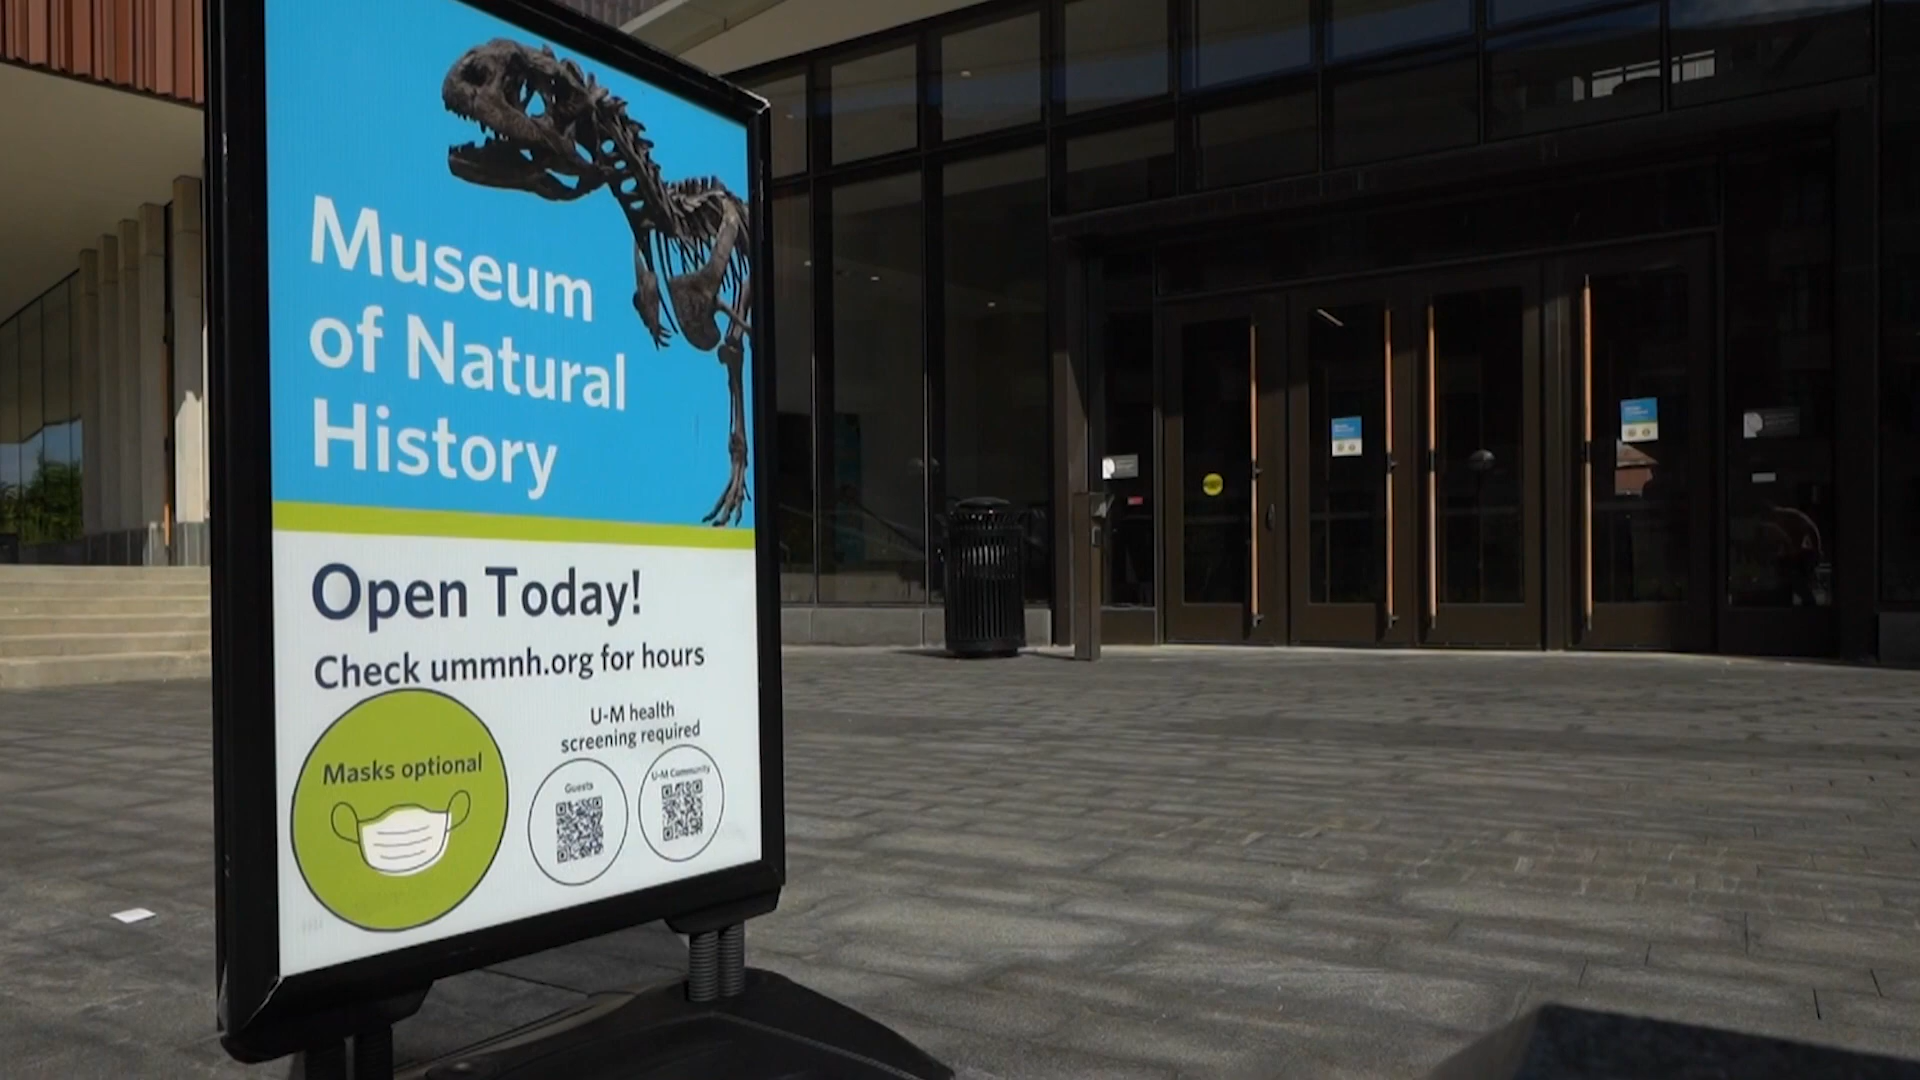 Museum
of Natural
History
Open Today!
Check ummnh.org for hours
Masks optional
U-M health
screening required
Guests
U-M Community